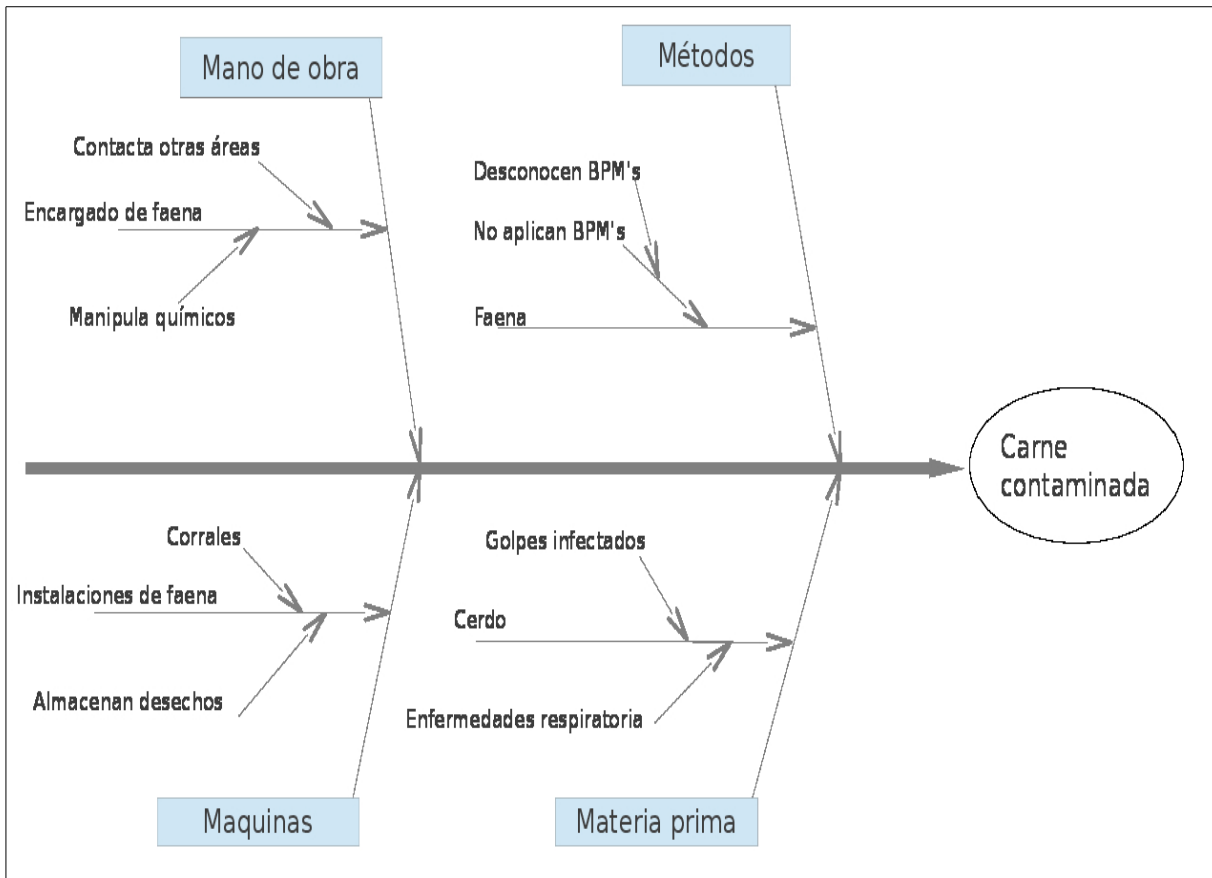 Mano de obra
Métodos
Contacta otras áreas
Encargado de faena
Manipula químicos
Desconocen BPM's
No aplican BPM's
Faena
Carne
contaminada
Corrales
Instalaciones de faena
Almacenan desechos
Golpes infectados
Cerdo
Enfermedades respiratoria
Maquinas
Materia prima